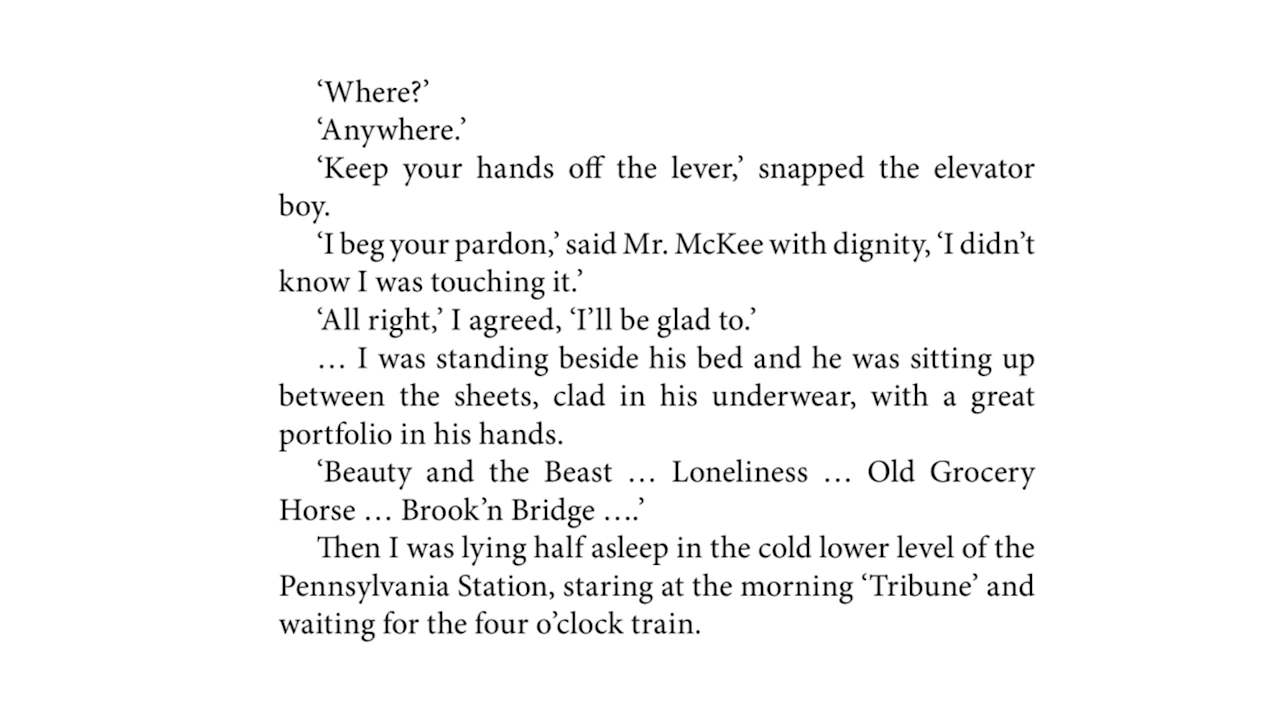 ‘Where?’
‘Anywhere.’
‘Keep your hands off the lever,’ snapped the elevator
boy.
‘I beg your pardon,’ said Mr. McKee with dignity, ‘I didn’t
know I was touching it.’
‘All right,’ I agreed, ‘I’ll be glad to.’
… I was standing beside his bed and he was sitting up
between the sheets, clad in his underwear, with a great
portfolio in his hands.
‘Beauty and the Beast … Loneliness … Old Grocery
Horse … Brook’n Bridge ….’
Then I was lying half asleep in the cold lower level of the
Pennsylvania Station, staring at the morning ‘Tribune’ and
waiting for the four o’clock train.